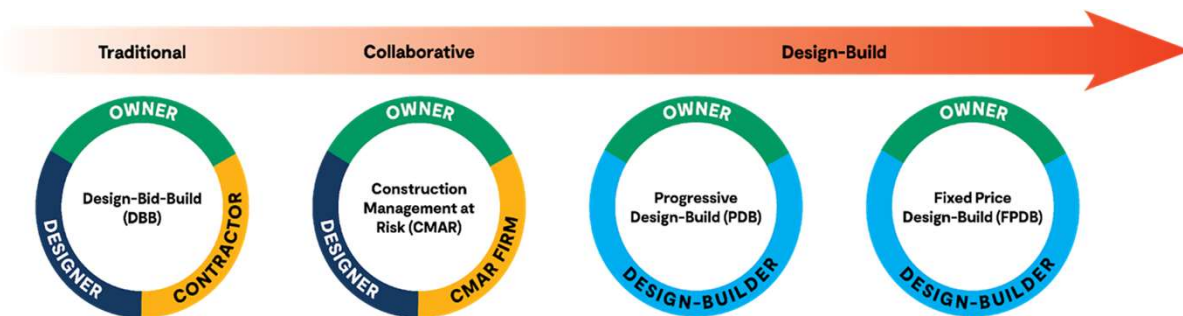 Traditional
Collaborative
Design-Build
OWNER
DESIGNER
CONTRACTOR
Design-Bid-Build
(DBB)
OWNER
DESIGNER
CMAR FIRM
Construction
Management at
Risk (CMAR)
OWNER
DESIGN-BUILDER
Progressive
Design-Build (PDB)
OWNER
DESIGN-BUILDER
Fixed Price
Design-Build (FPDB)